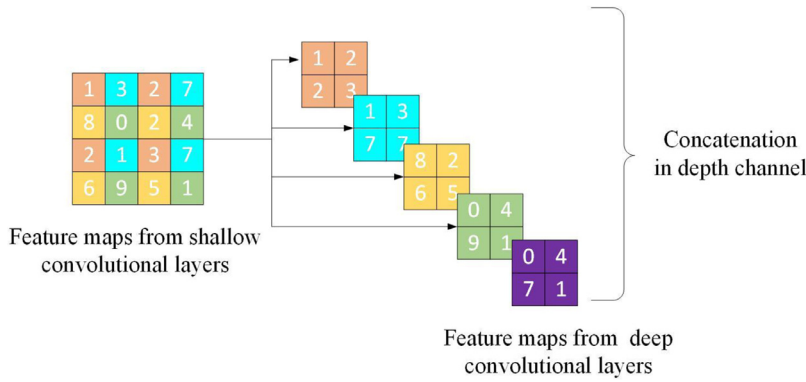 1 3 2 7
8 0 2 4
2 1 3 7
6 9 5 1
Feature maps from shallow
convolutional layers
1 2
2 3
1 3
7 7
8 2
6 5
0 4
9 1
0 4
7 1
Feature maps from deep
convolutional layers
Concatenation
in depth channel